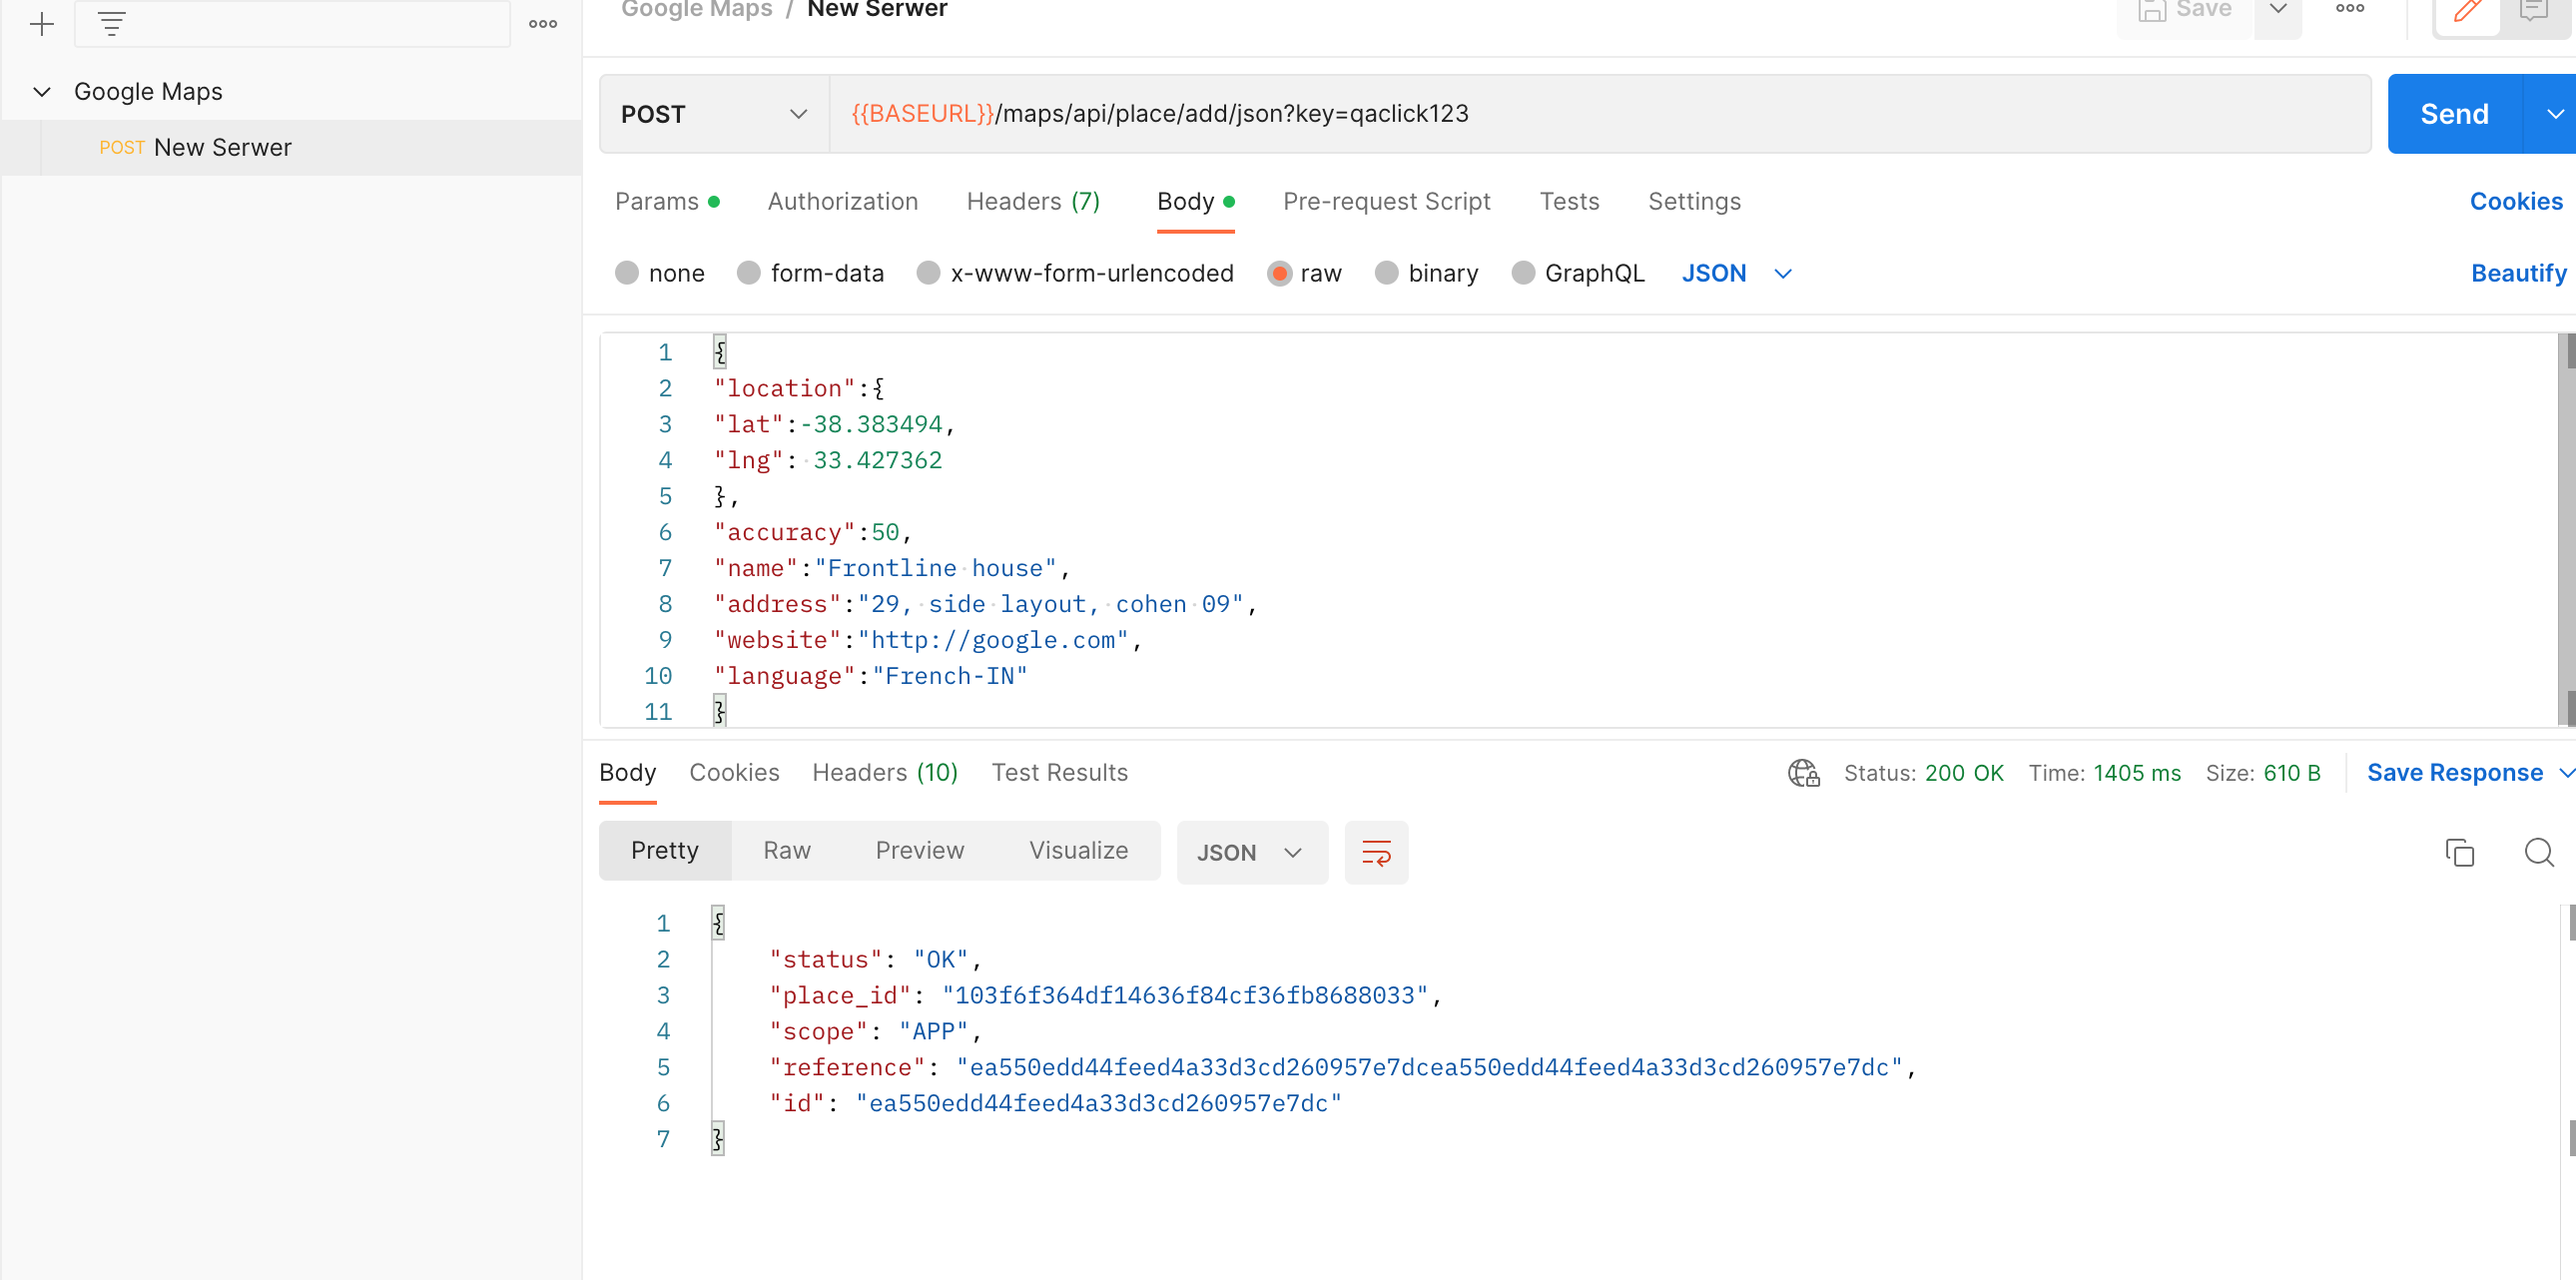 Google Maps / New Serwer
Save
Google Maps
POST New Serwer
POST
{{BASEURL}}/maps/api/place/add/json?key=qaclick123
Send
Params
Authorization
Headers (7)
Body
Pre-request Script
Tests
Settings
Cookies
none
form-data
x-www-form-urlencoded
raw
binary
GraphQL
JSON
Beautify
1 {
2 "location":{
3 "lat":-38.383494,
4 "lng": 33.427362
5 },
6 "accuracy":50,
7 "name":"Frontline house",
8 "address":"29, side layout, cohen 09",
9 "website":"http://google.com",
10 "language":"French-IN"
11 }
Body
Cookies
Headers (10)
Test Results
Status: 200 OK
Time: 1405 ms
Size: 610 B
Save Response
Pretty
Raw
Preview
Visualize
JSON
1 {
2 "status": "OK",
3 "place_id": "103f6f364df14636f84cf36fb8688033",
4 "scope": "APP",
5 "reference": "ea550edd44feed4a33d3cd260957e7dcea550edd44feed4a33d3cd260957e7dc",
6 "id": "ea550edd44feed4a33d3cd260957e7dc"
7 }